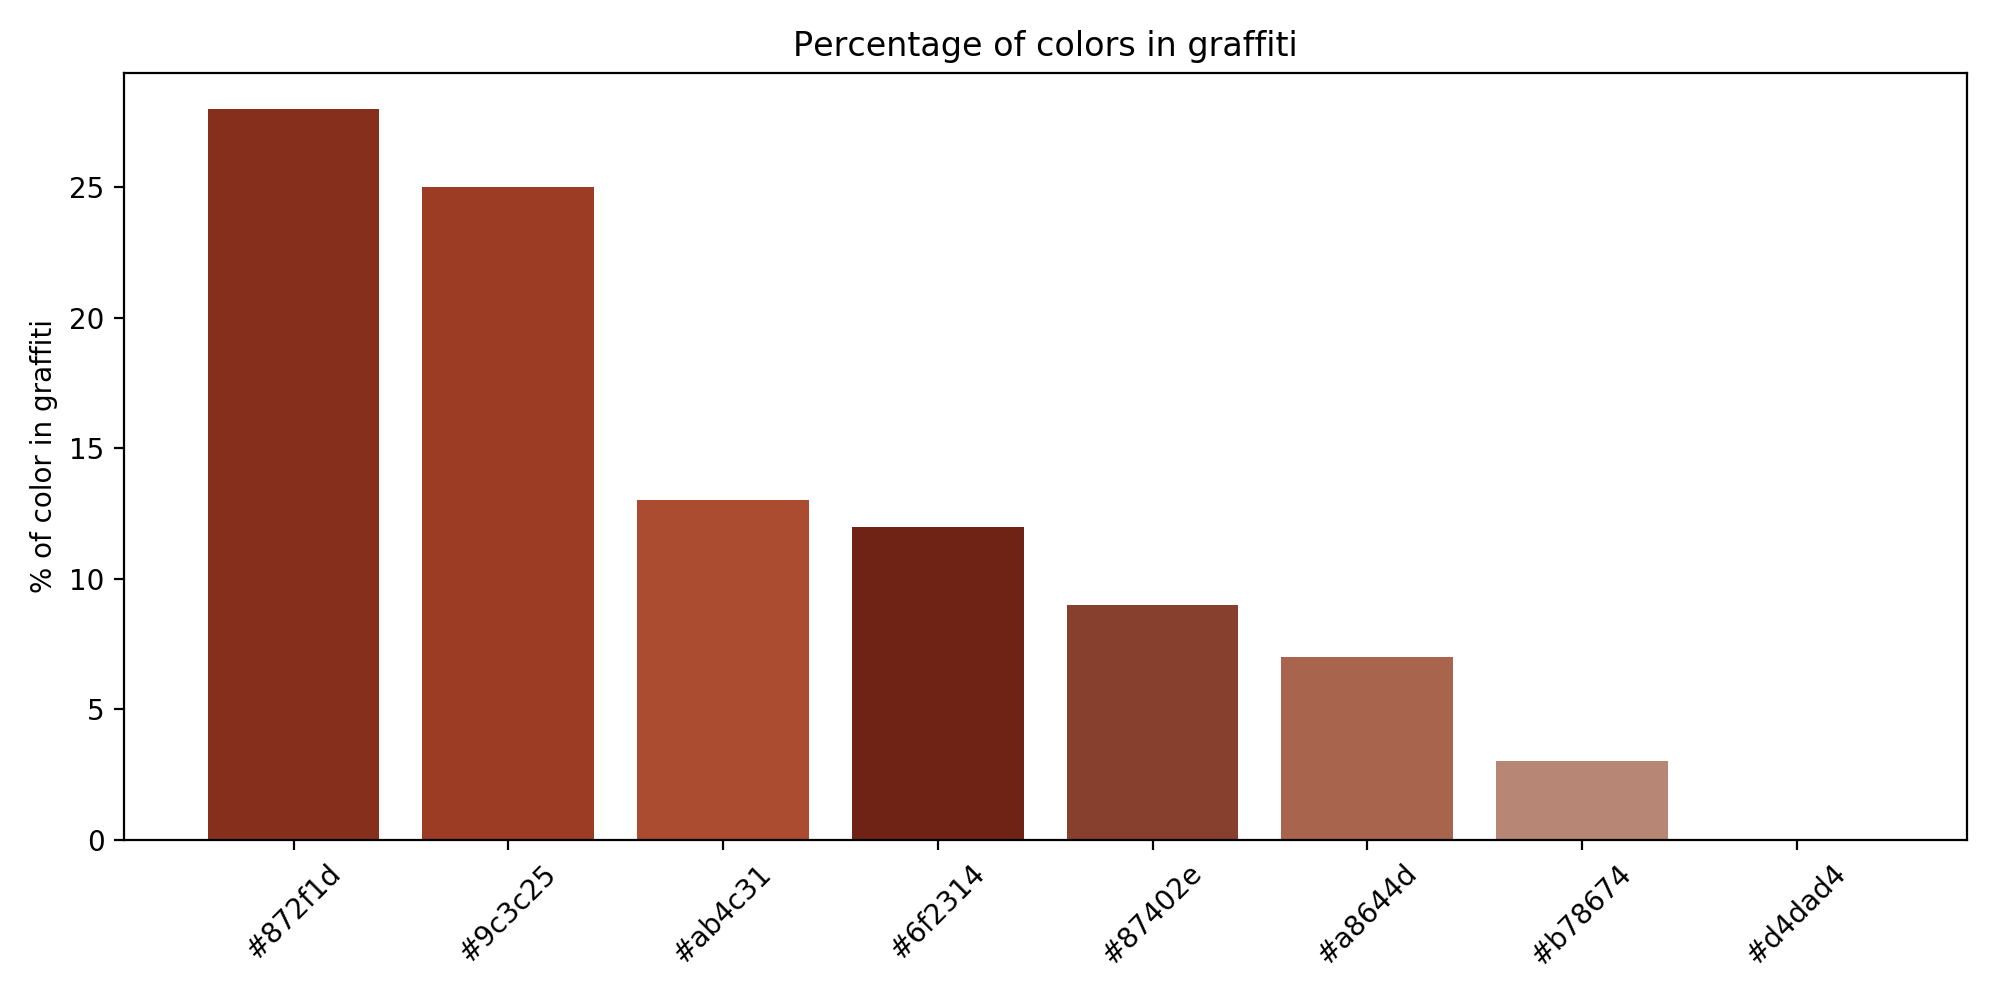 Percentage of colors in graffiti
% of color in graffiti
25
20
15
10
5
0
#872f1d
#9c3c25
#ab4c31
#6f2314
#87402e
#a8644d
#b78674
#d4dad4